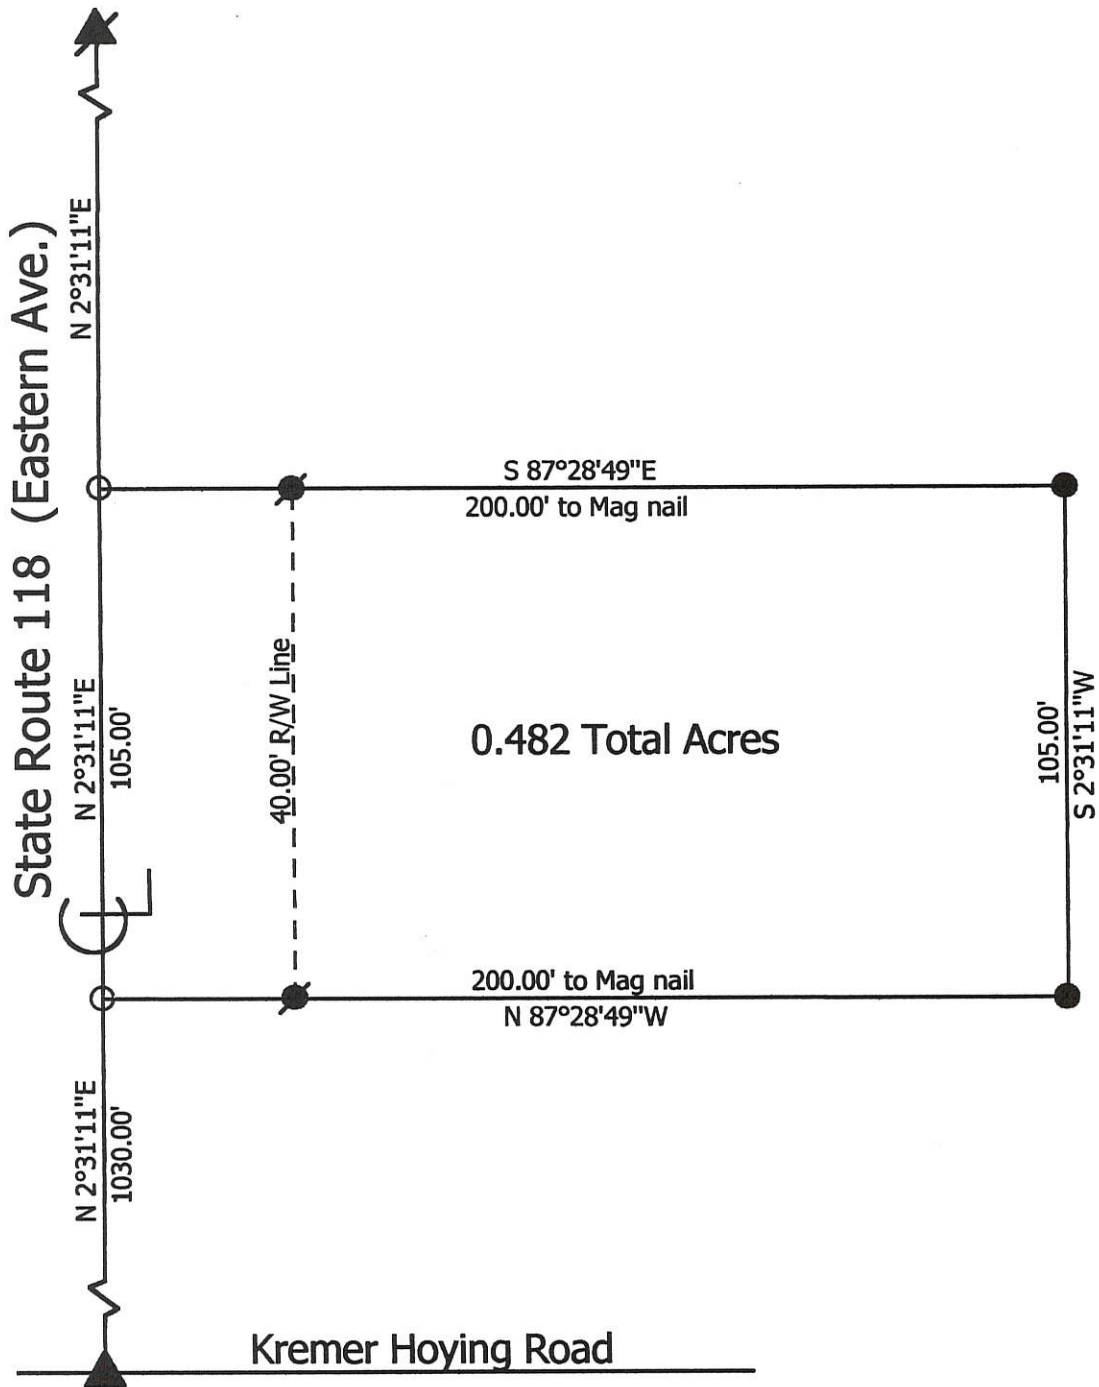 State Route 118 (Eastern Ave.)
N 2°31'11"E
S 87°28'49"E
200.00' to Mag nail
N 2°31'11"E
105.00'
40.00' R/W Line
0.482 Total Acres
105.00'
S 2°31'11"W
CL
200.00' to Mag nail
N 87°28'49"W
N 2°31'11"E
1030.00'
Kremer Hoying Road